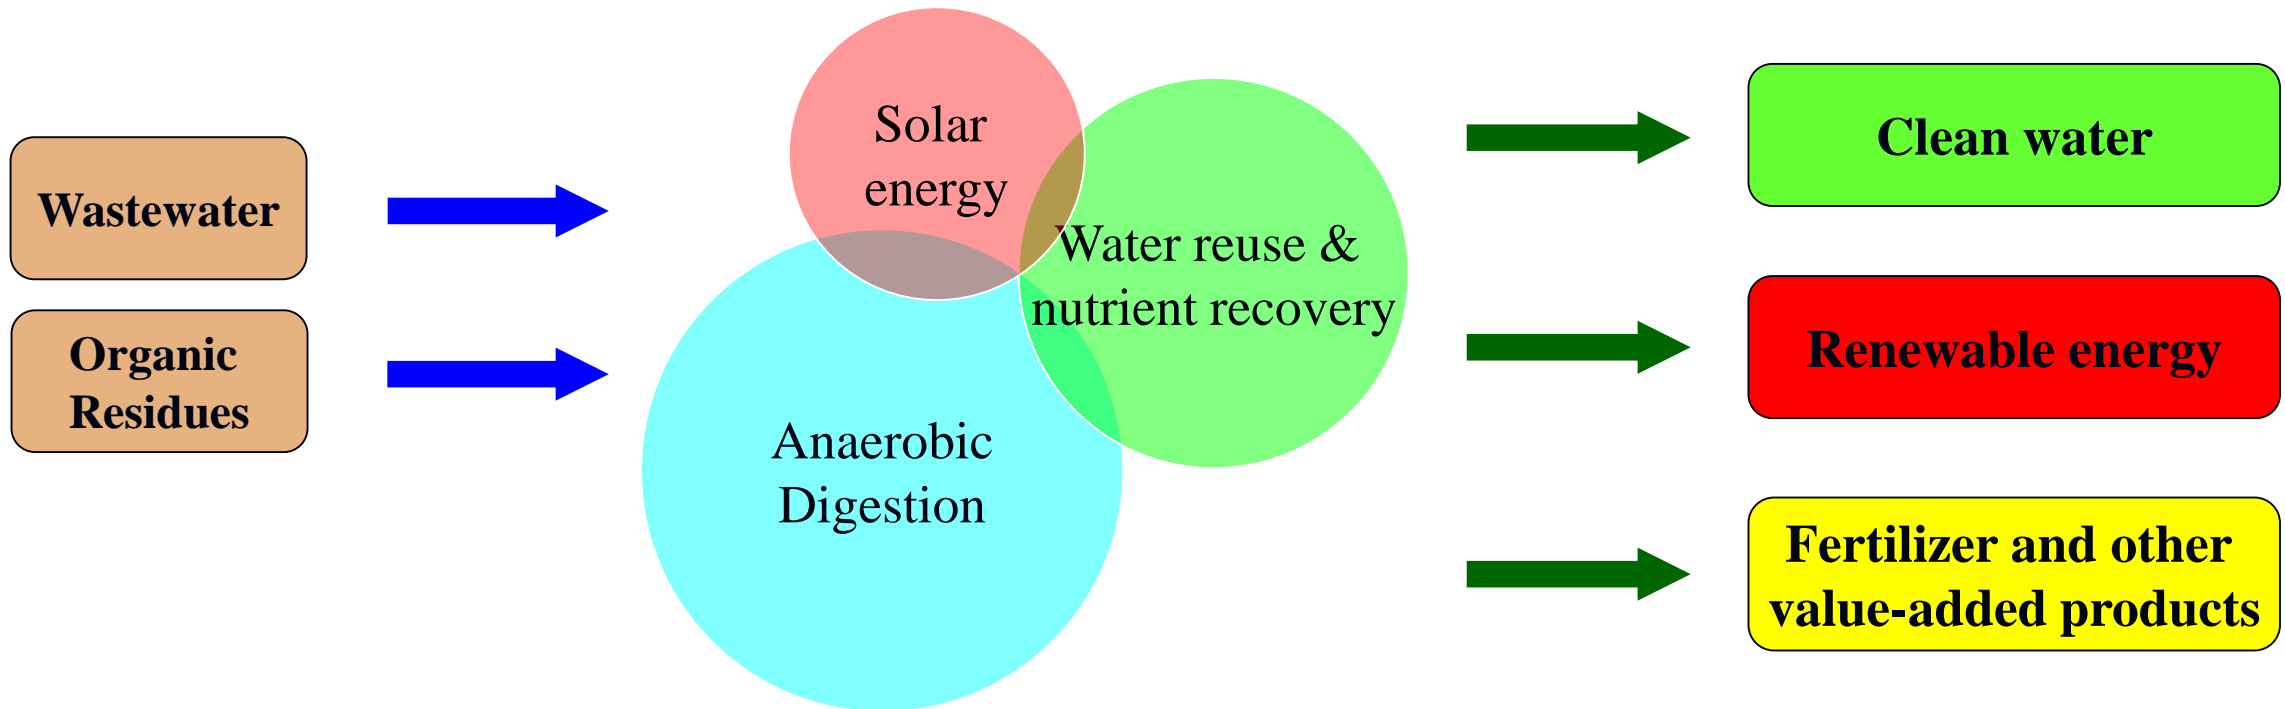 Wastewater
Organic
Residues
Solar
energy
Water reuse &
nutrient recovery
Anaerobic
Digestion
Clean water
Renewable energy
Fertilizer and other
value-added products